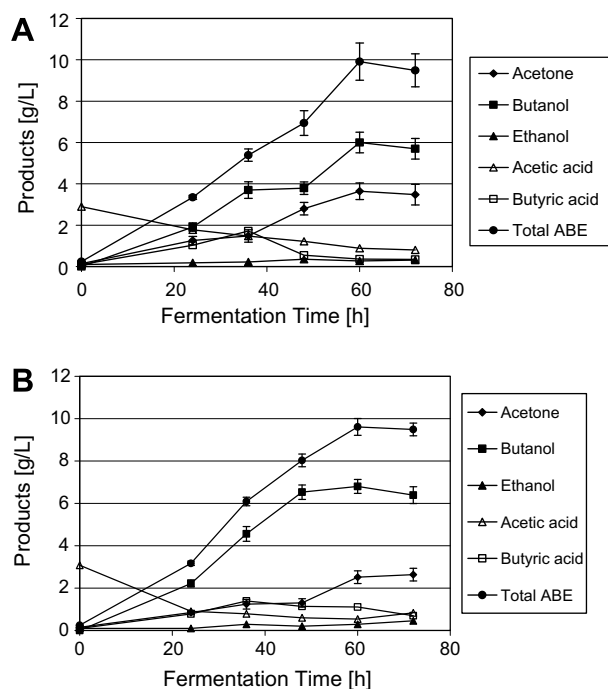 A
12
10
8
6
4
2
0
Products [g/L]
0 20 40 60 80
Fermentation Time [h]
Acetone
Butanol
Ethanol
Acetic acid
Butyric acid
Total ABE
B
12
10
8
6
4
2
0
Products [g/L]
0 20 40 60 80
Fermentation Time [h]
Acetone
Butanol
Ethanol
Acetic acid
Butyric acid
Total ABE